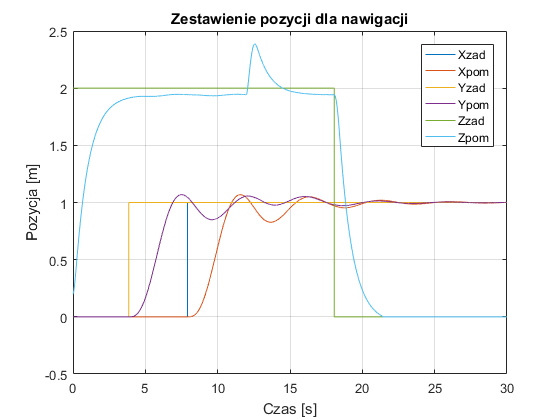 Zestawienie pozycji dla nawigacji
2.5
2
1.5
1
0.5
0
-0.5
Pozycja [m]
Xzad
Xpom
Yzad
Ypom
Zzad
Zpom
0 5 10 15 20 25 30
Czas [s]